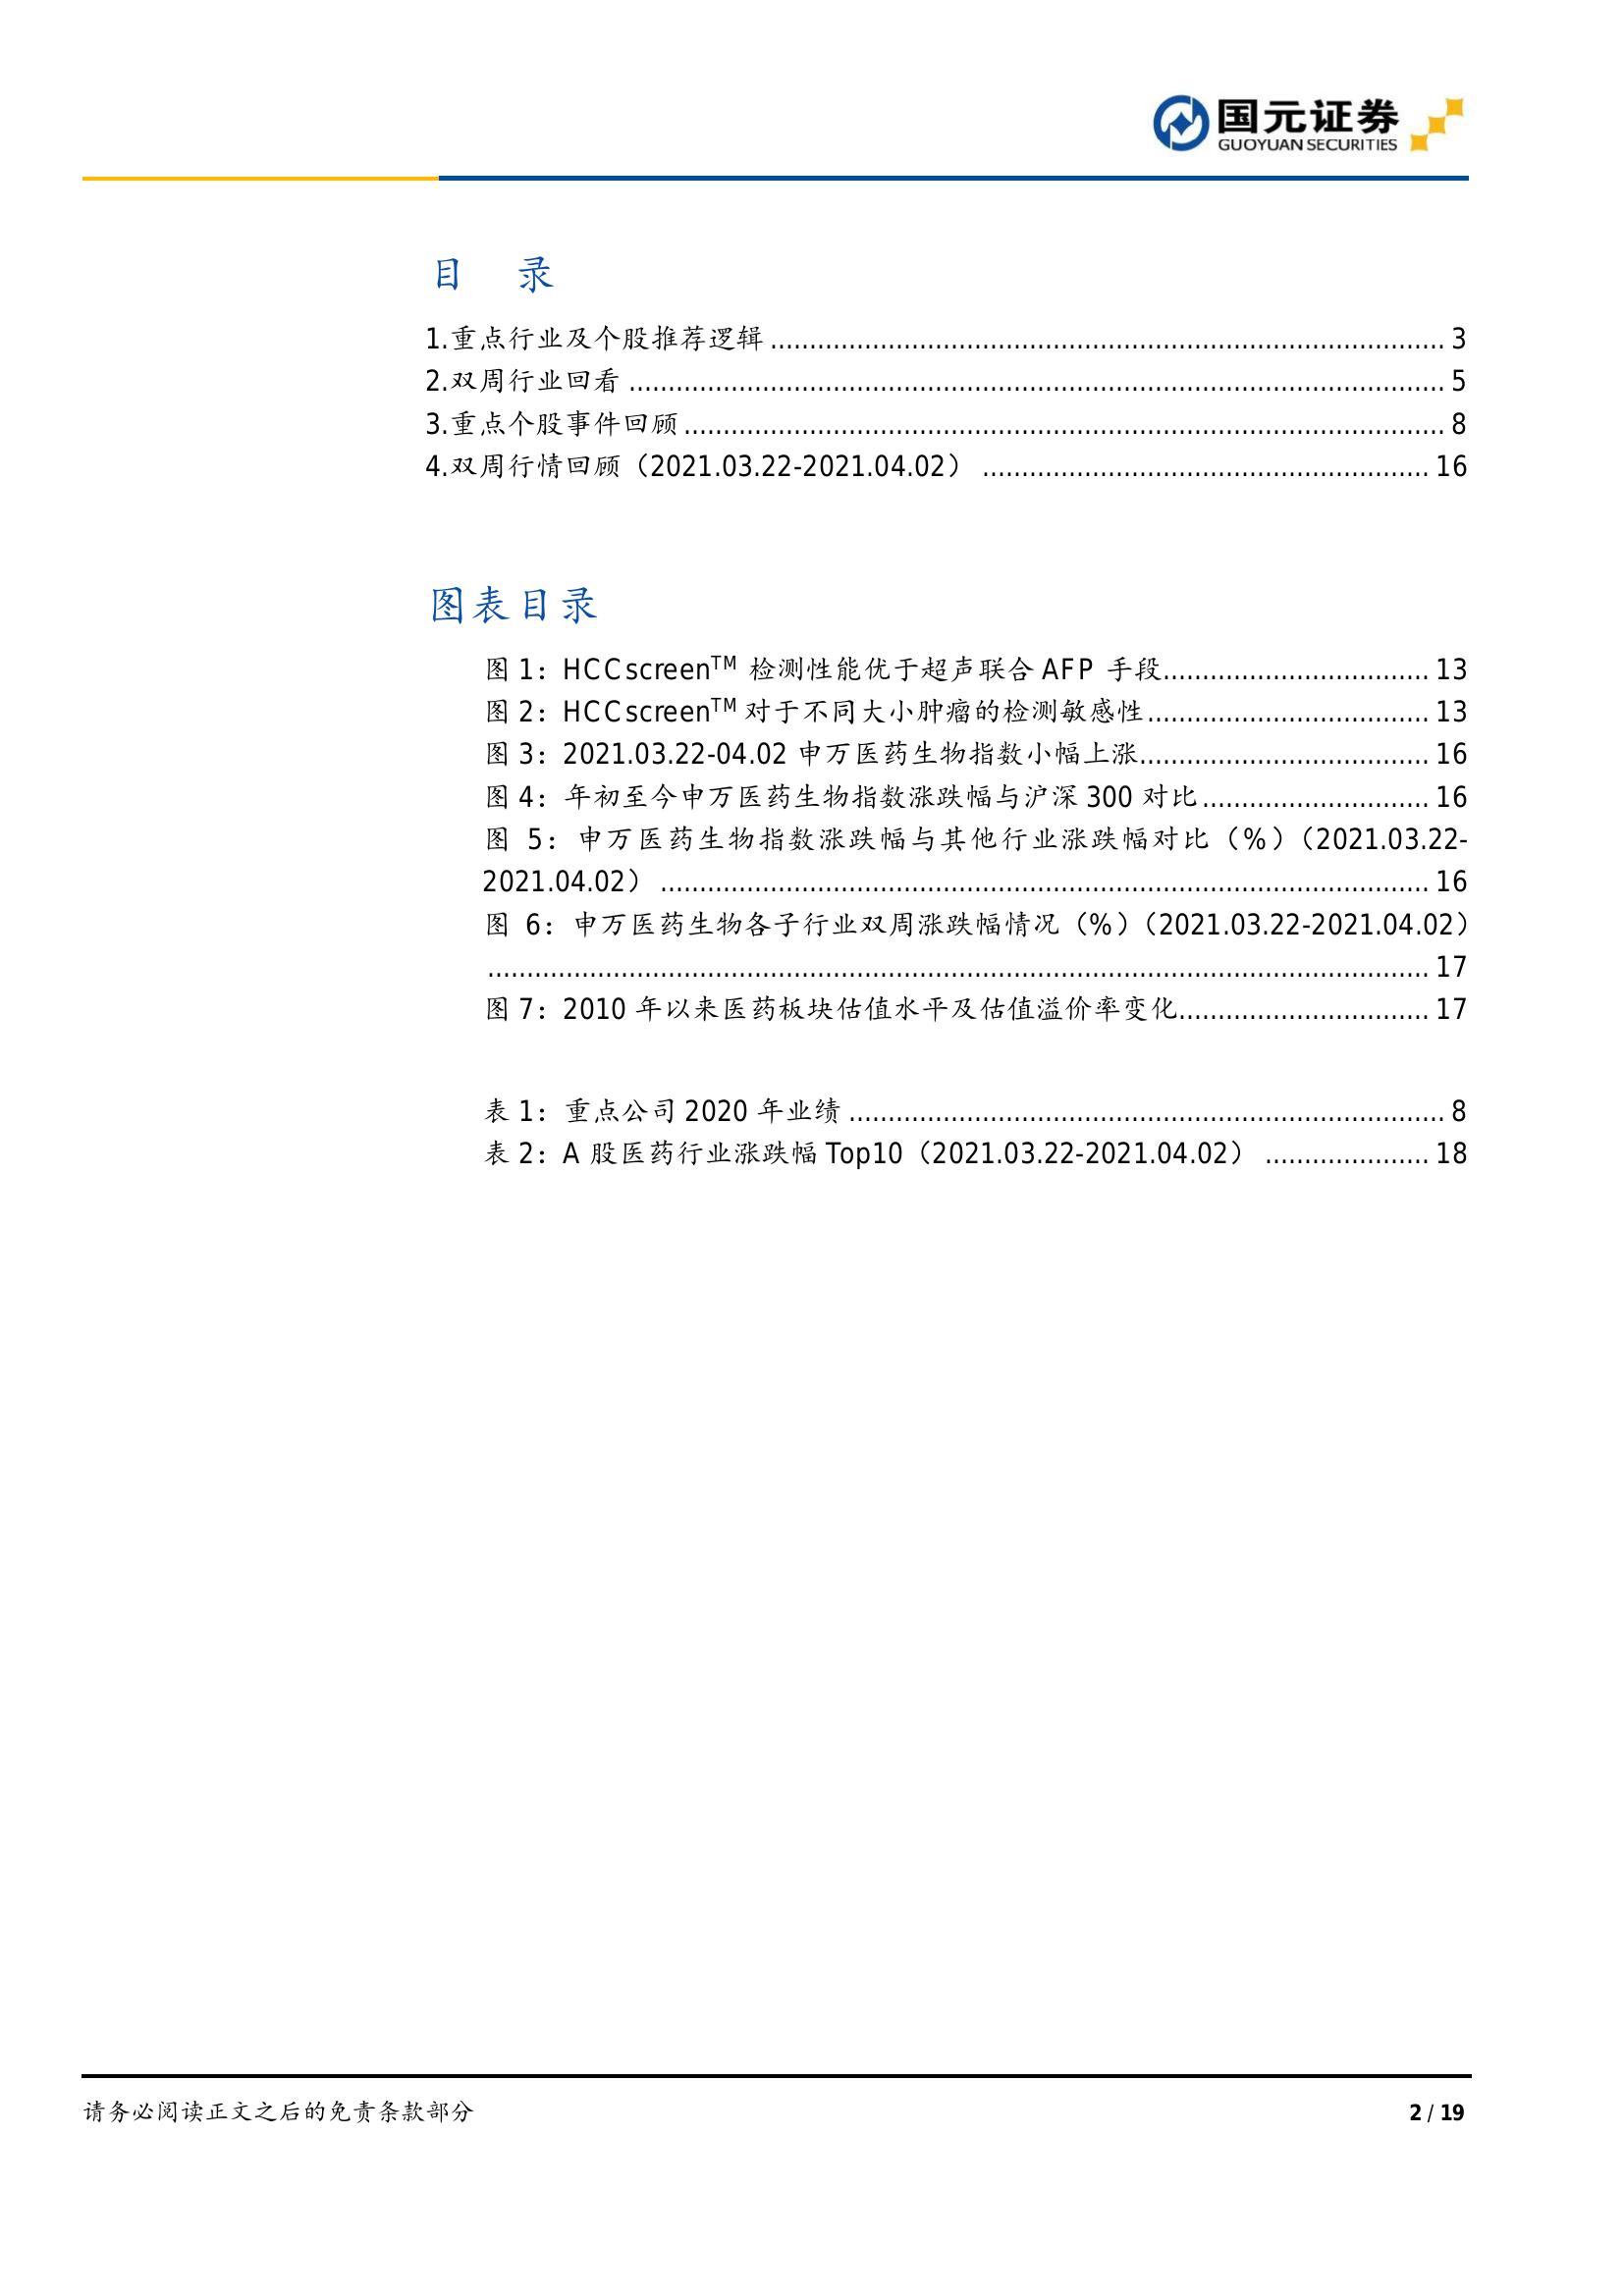 国元证券
GUOYUAN SECURITIES
目 录
1.重点行业及个股推荐逻辑 ...................................................................................... 3
2.双周行业回看 ........................................................................................................ 5
3.重点个股事件回顾 ................................................................................................. 8
4.双周行情回顾（2021.03.22-2021.04.02） ......................................................... 16
图表目录
图 1：HCCscreen™ 检测性能优于超声联合 AFP 手段.................................. 13
图 2：HCCscreen™ 对于不同大小肿瘤的检测敏感性.................................... 13
图 3：2021.03.22-04.02 申万医药生物指数小幅上涨..................................... 16
图 4：年初至今申万医药生物指数涨跌幅与沪深 300 对比............................. 16
图 5：申万医药生物指数涨跌幅与其他行业涨跌幅对比（%）（2021.03.22-
2021.04.02） .................................................................................................. 16
图 6：申万医药生物各子行业双周涨跌幅情况（%）（2021.03.22-2021.04.02）
........................................................................................................................ 17
图 7：2010 年以来医药板块估值水平及估值溢价率变化................................ 17
表 1：重点公司 2020 年业绩 ............................................................................ 8
表 2：A 股医药行业涨跌幅 Top10（2021.03.22-2021.04.02） ..................... 18
请务必阅读正文之后的免责条款部分
2 / 19